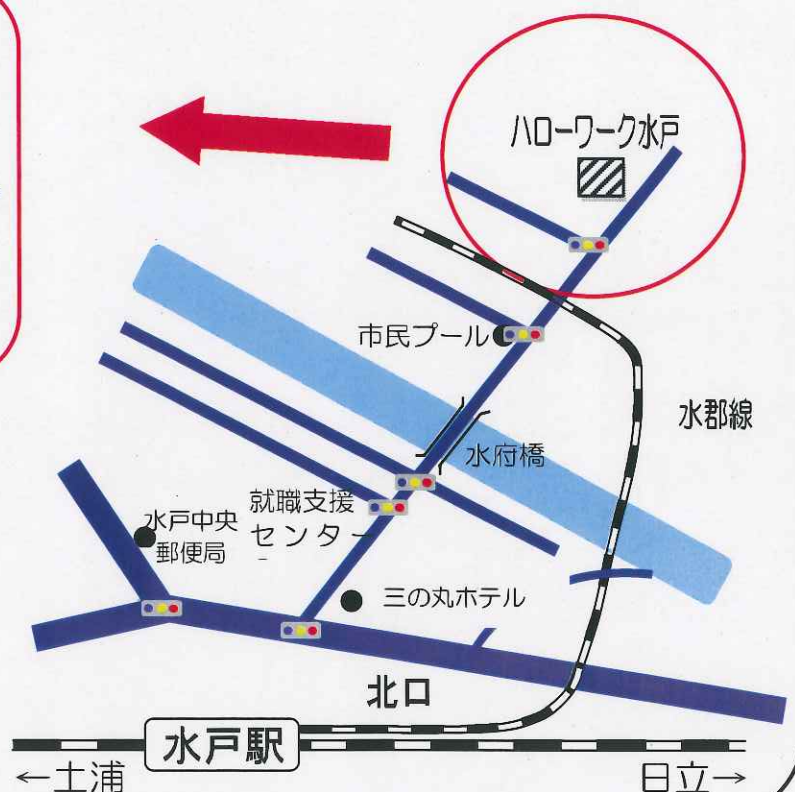 ハローワーク水戸
市民プール
水郡線
水府橋
就職支援
センター
水戸中央
郵便局
三の丸ホテル
北口
水戸駅
←土浦
日立→